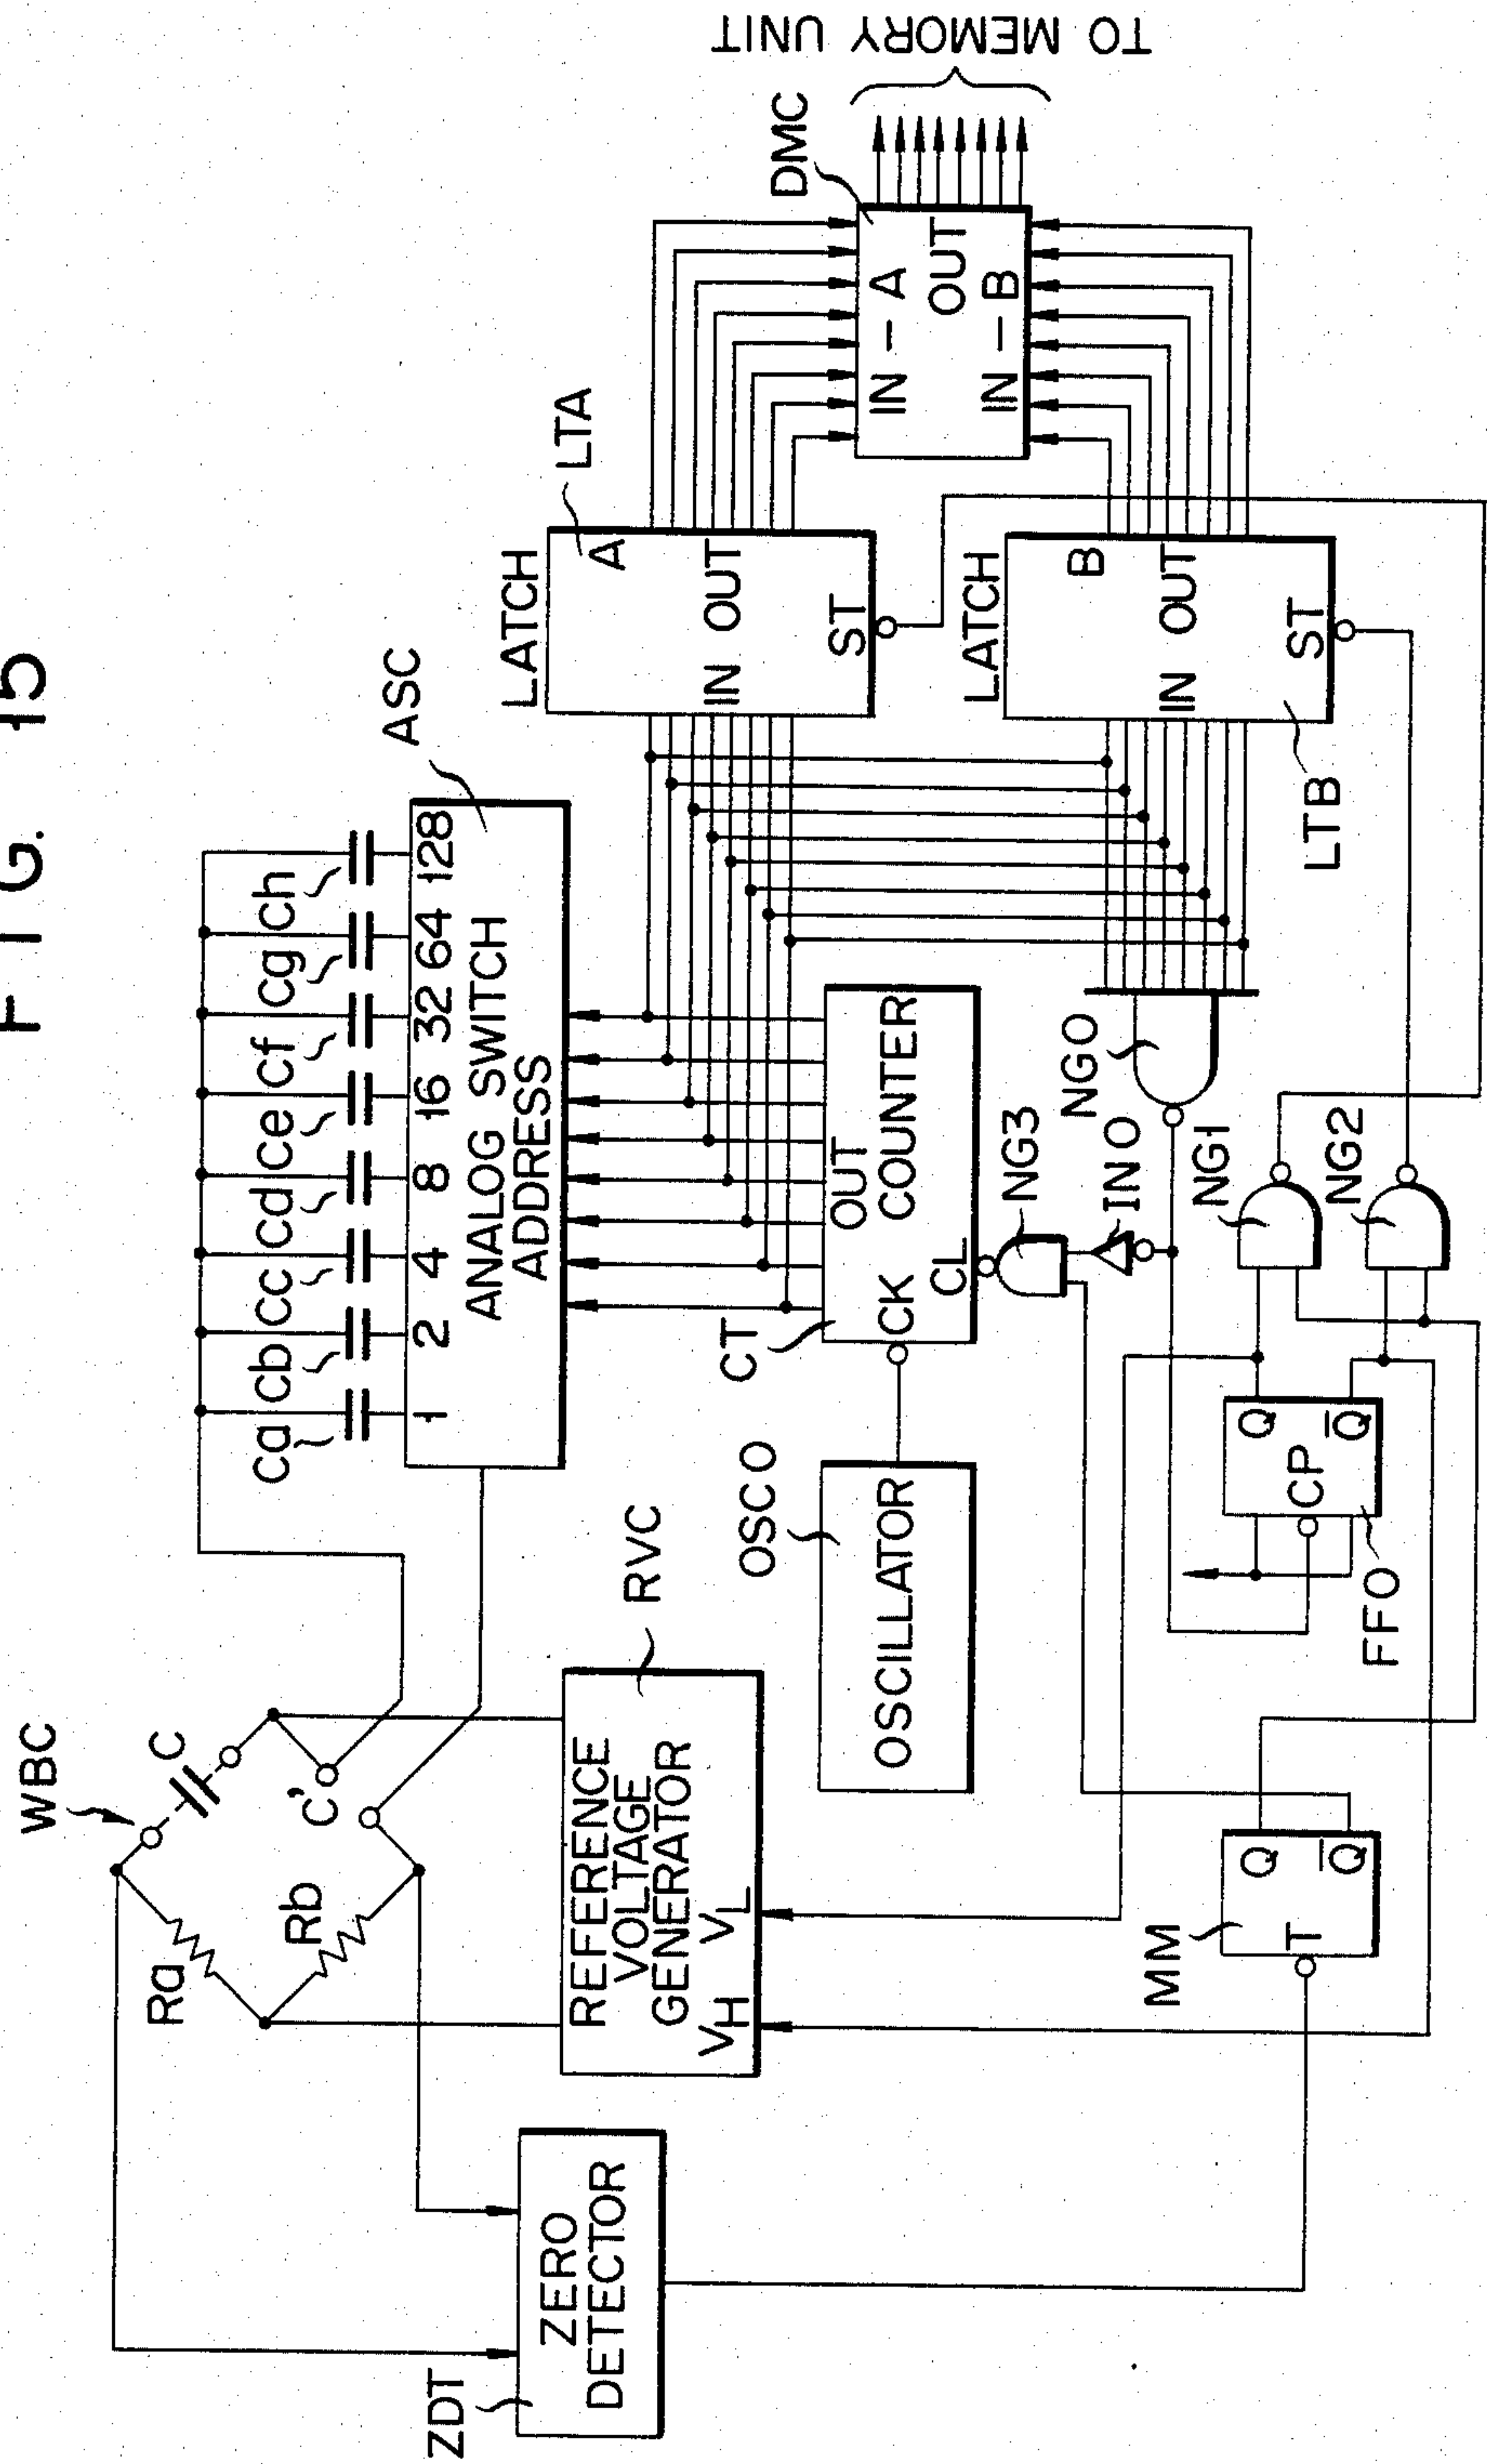 FIG. 15
WBC
C
C'
Ra
Rb
Ca
Cb
Cc
Cd
Ce
Cf
Cg
Ch
1 2 4 8 16 32 64 128
ANALOG SWITCH
ADDRESS
ASC
ZDT
ZERO
DETECTOR
REFERENCE
VOLTAGE
GENERATOR
VH VL
RVC
OSCO
OSCILLATOR
CT
OUT
COUNTER
CK
CL
LATCH
A
IN OUT
ST
LTA
LATCH
B
IN OUT
ST
LTB
DMC
IN - A
OUT
IN - B
TO MEMORY UNIT
NGO
NG3
INO
NG1
NG2
MM
T
Q
Q̅
FFO
CP
Q
Q̅